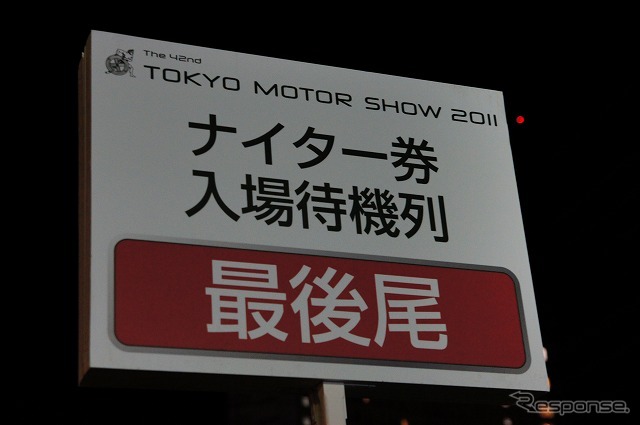 The 42nd
TOKYO MOTOR SHOW 2011
ナイター券
入場待機列
最後尾
Response.